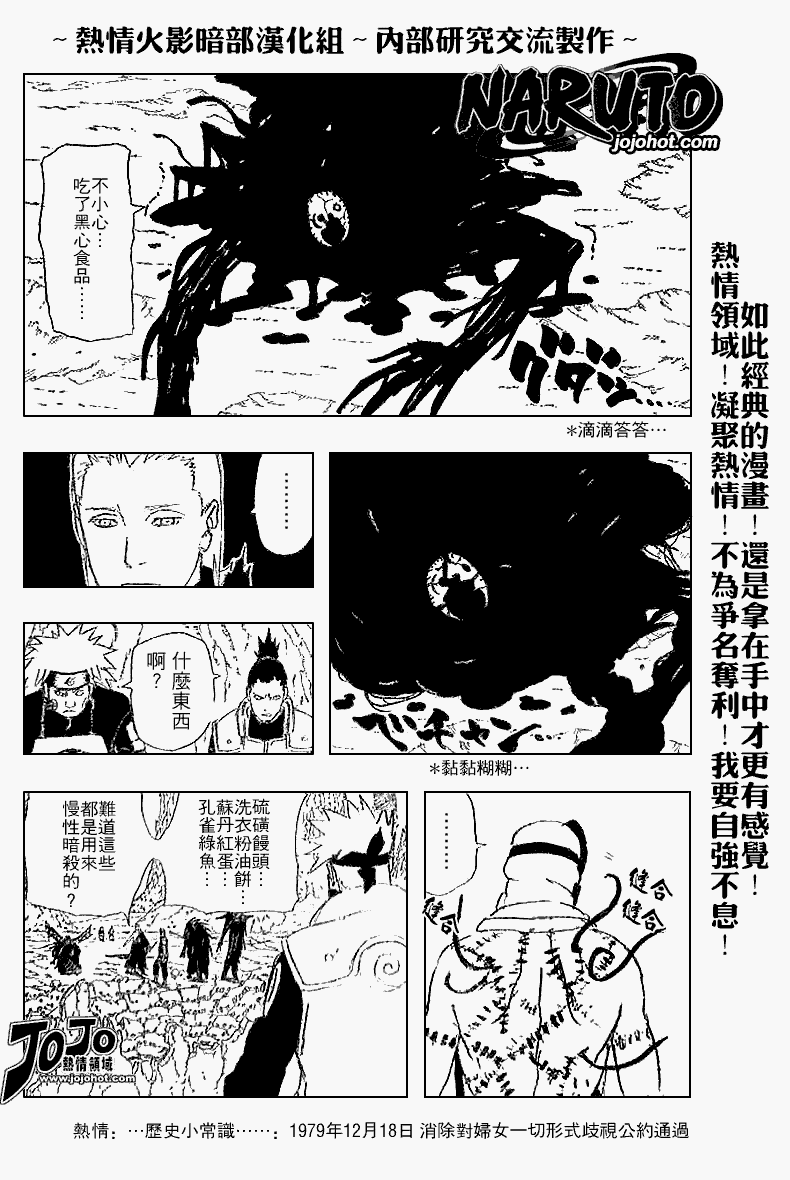 ～熱情火影暗部漢化組～內部研究交流製作～
NARUTO
jojohot.com
不小心…
吃了黑心食品……
グダッ…
＊滴滴答答…
………
ベチャン…
＊黏黏糊糊…
什麼東西
啊？
………
縫合
縫合
硫磺饅頭…
洗衣粉油餅…
蘇丹紅蛋…
孔雀綠魚…
難道這些
都是用來
慢性暗殺的？
如此經典的漫畫！還是拿在手中才更有感覺！
熱情領域！凝聚熱情！不為爭名奪利！我要自強不息！
JOJO
熱情領域
www.jojohot.com
熱情：…歷史小常識……：1979年12月18日 消除對婦女一切形式歧視公約通過